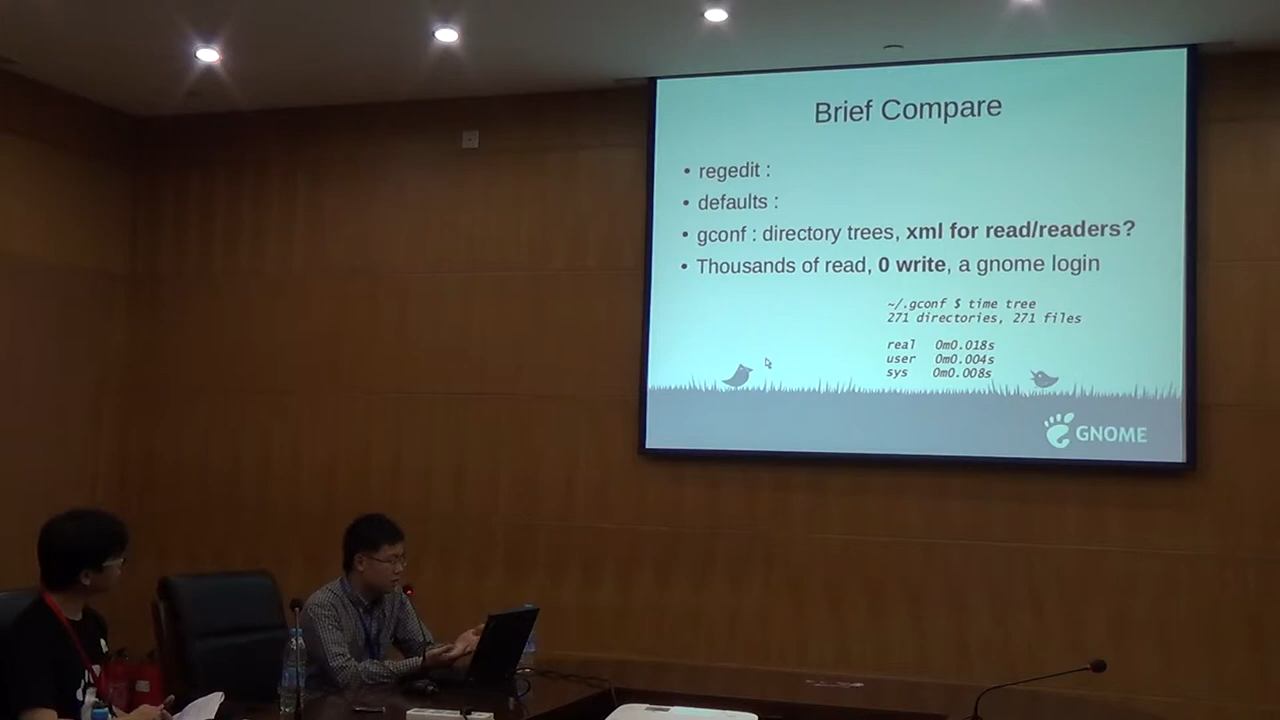 Brief Compare
• regedit :
• defaults :
• gconf : directory trees, xml for read/readers?
• Thousands of read, 0 write, a gnome login
~/.gconf $ time tree
271 directories, 271 files
real 0m0.018s
user 0m0.004s
sys 0m0.008s
GNOME